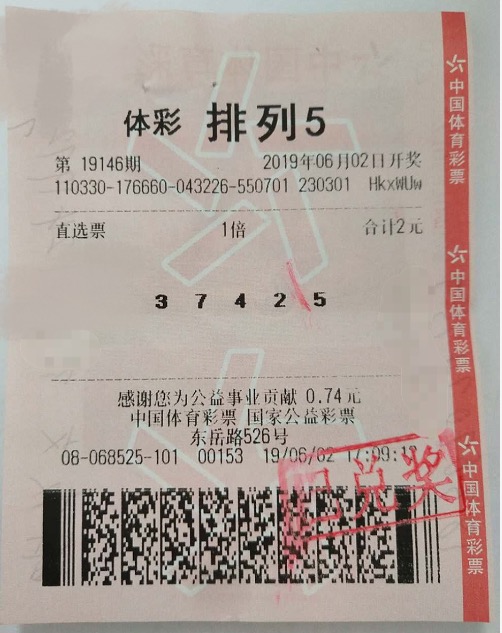 体彩 排列5
第 19146期 2019年06月02日开奖
110330-176660-043226-550701 230301 HkxWUw
直选票 1倍 合计2元
3 7 4 2 5
感谢您为公益事业贡献 0.74元
中国体育彩票 国家公益彩票
东岳路526号
08-068525-101 00153 19/06/02 17:09:1
已兑奖
中国体育彩票
中国体育彩票
中国体育彩票